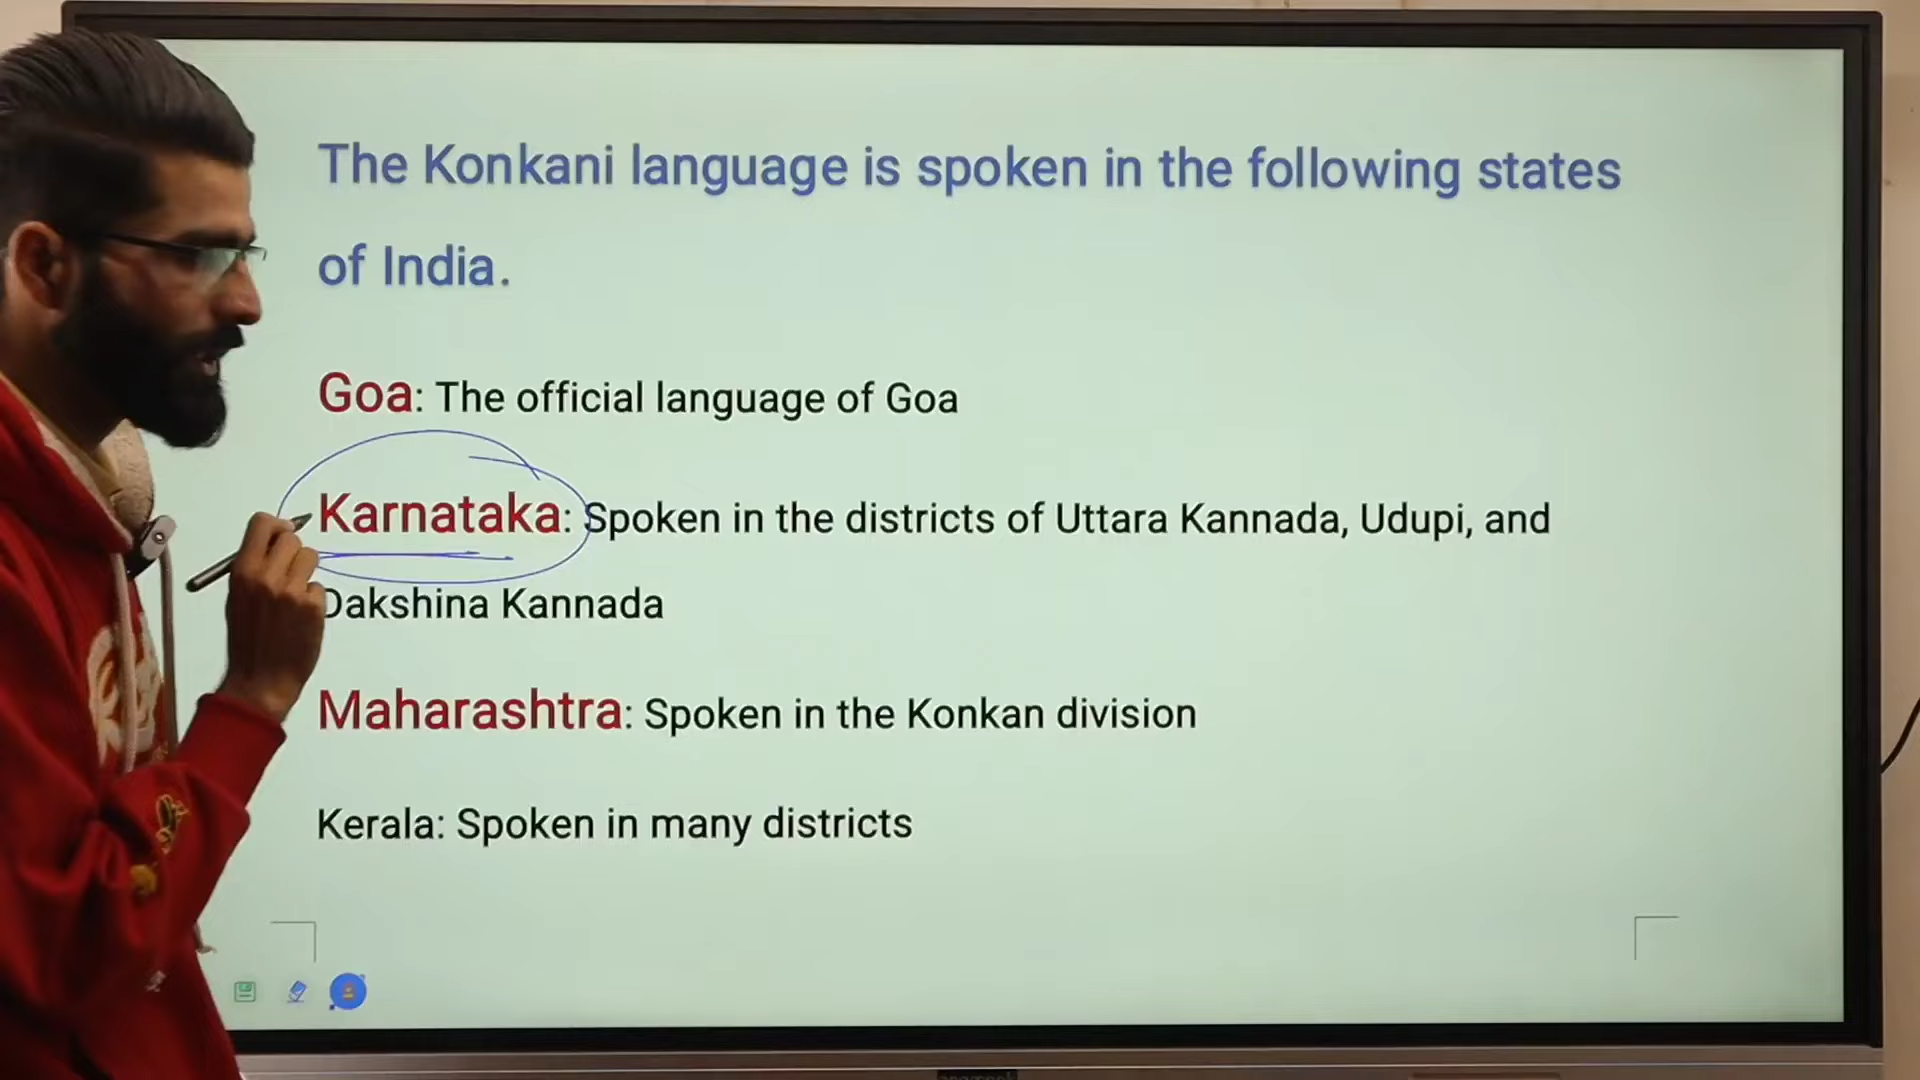 The Konkani language is spoken in the following states
of India.
Goa: The official language of Goa
Karnataka: Spoken in the districts of Uttara Kannada, Udupi, and
Dakshina Kannada
Maharashtra: Spoken in the Konkan division
Kerala: Spoken in many districts